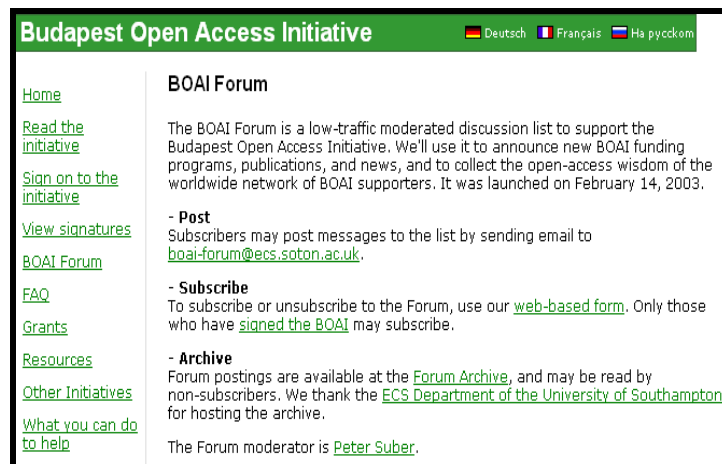 Budapest Open Access Initiative
Deutsch Français На русском
Home
Read the
initiative
Sign on to the
initiative
View signatures
BOAI Forum
FAQ
Grants
Resources
Other Initiatives
What you can do
to help
BOAI Forum
The BOAI Forum is a low-traffic moderated discussion list to support the
Budapest Open Access Initiative. We'll use it to announce new BOAI funding
programs, publications, and news, and to collect the open-access wisdom of the
worldwide network of BOAI supporters. It was launched on February 14, 2003.
- Post
Subscribers may post messages to the list by sending email to
boai-forum@ecs.soton.ac.uk.
- Subscribe
To subscribe or unsubscribe to the Forum, use our web-based form. Only those
who have signed the BOAI may subscribe.
- Archive
Forum postings are available at the Forum Archive, and may be read by
non-subscribers. We thank the ECS Department of the University of Southampton
for hosting the archive.
The Forum moderator is Peter Suber.